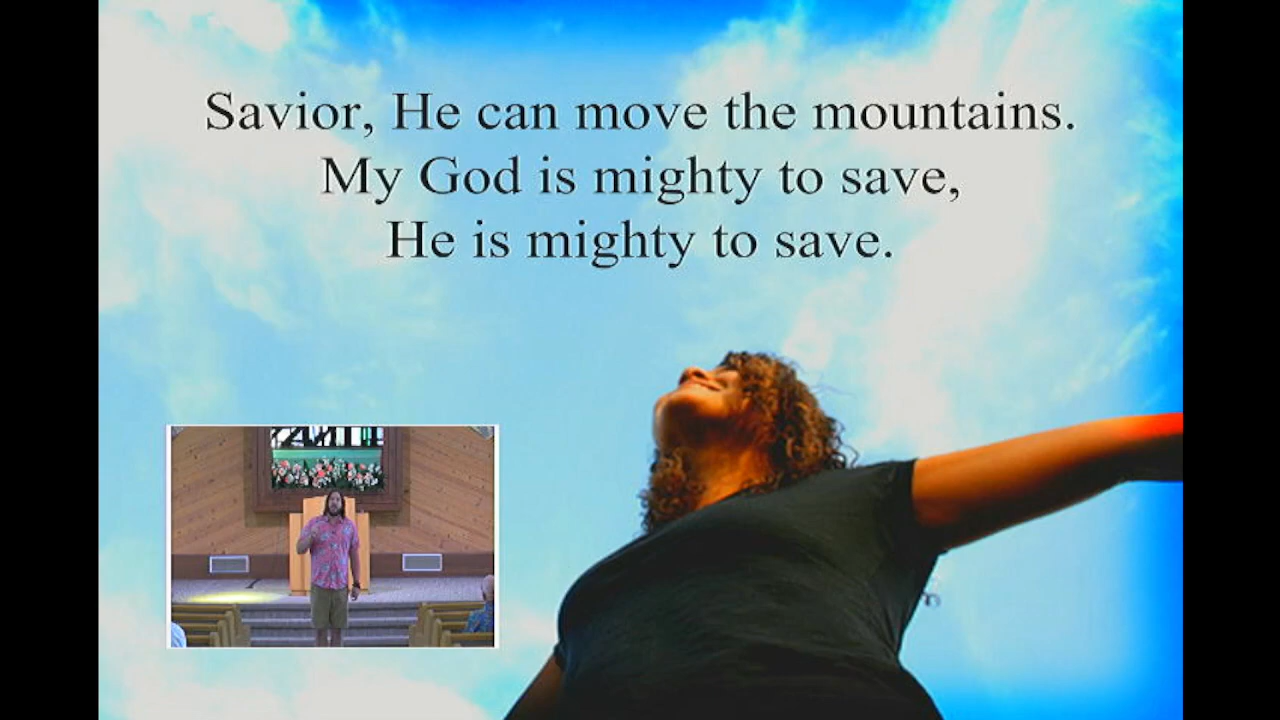 Savior, He can move the mountains.
My God is mighty to save,
He is mighty to save.